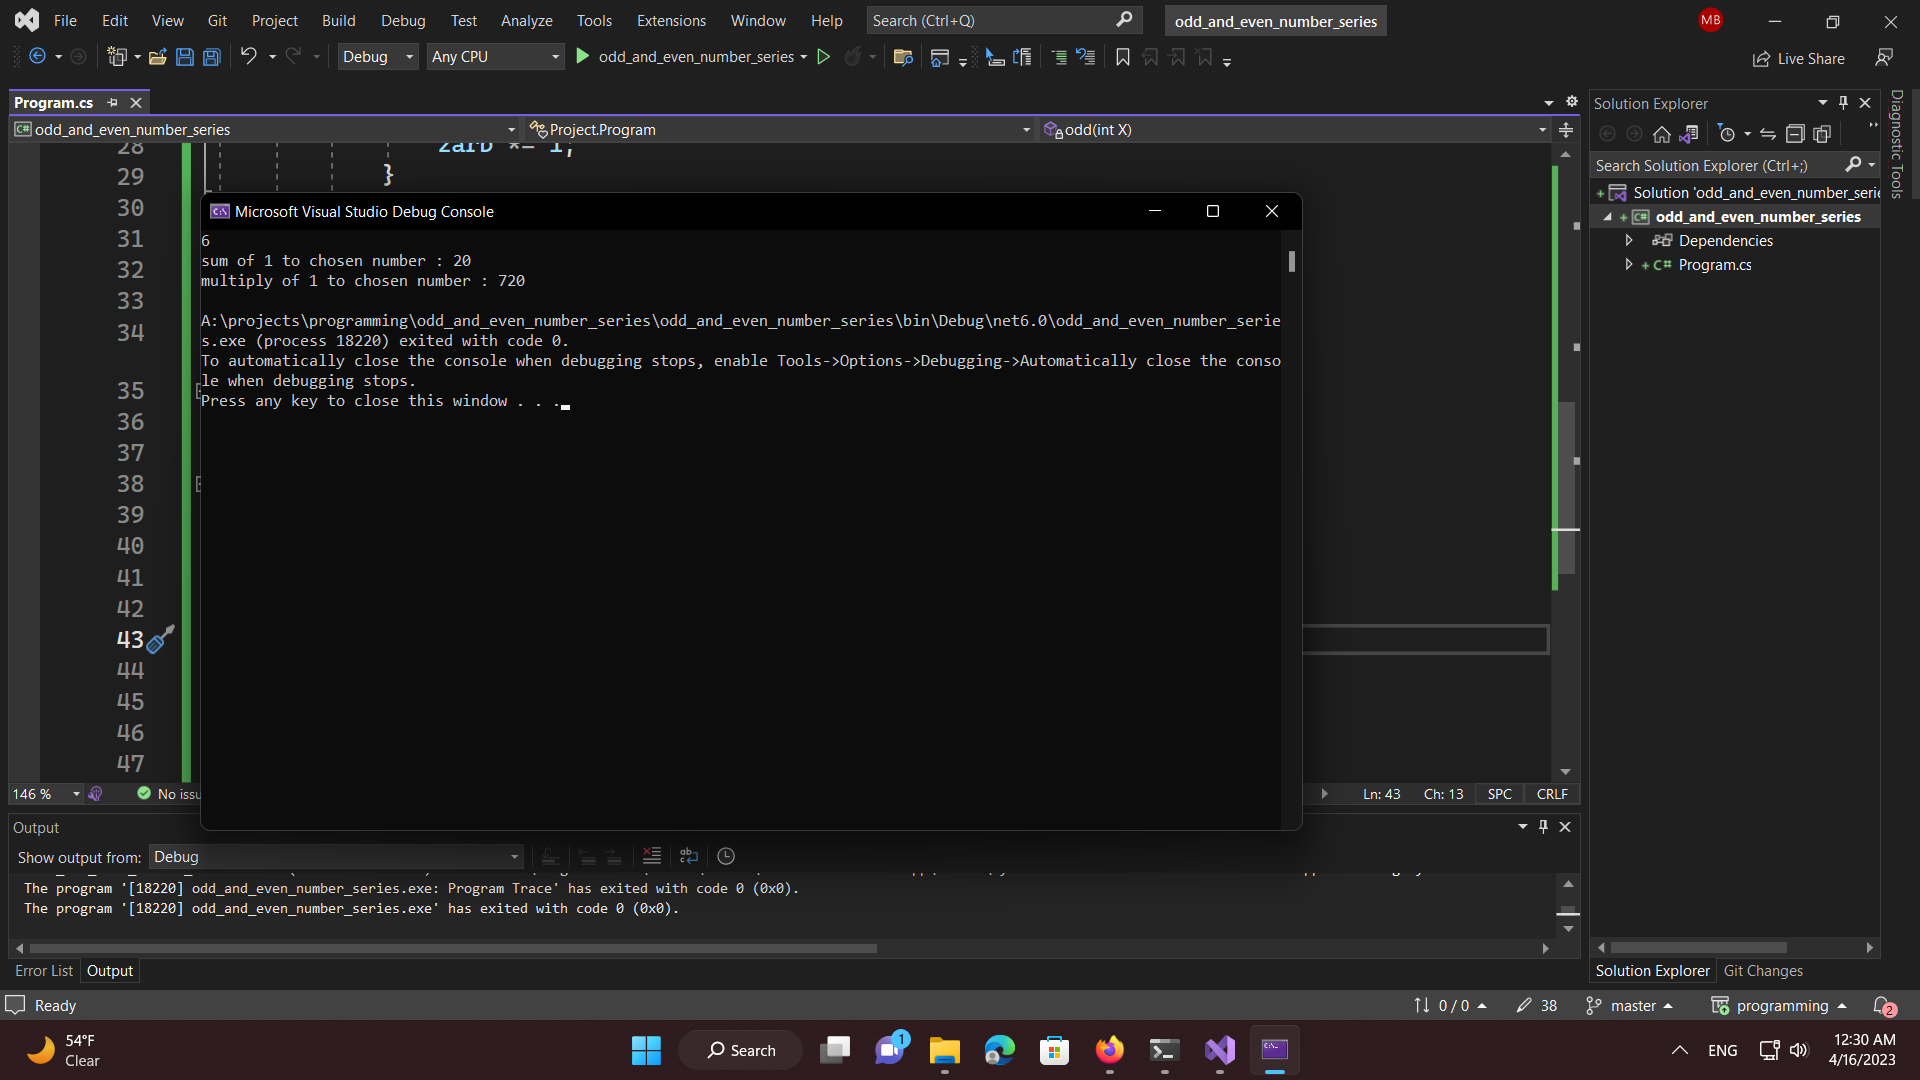 File Edit View Git Project Build Debug Test Analyze Tools Extensions Window Help Search (Ctrl+Q) odd_and_even_number_series MB
Debug Any CPU odd_and_even_number_series Live Share
Program.cs
odd_and_even_number_series Project.Program odd(int X)
28 zarb *= i;
29 }
30
31
32
33
34
35
36
37
38
39
40
41
42
43
44
45
46
47
Microsoft Visual Studio Debug Console
6
sum of 1 to chosen number : 20
multiply of 1 to chosen number : 720
A:\projects\programming\odd_and_even_number_series\odd_and_even_number_series\bin\Debug\net6.0\odd_and_even_number_serie
s.exe (process 18220) exited with code 0.
To automatically close the console when debugging stops, enable Tools->Options->Debugging->Automatically close the conso
le when debugging stops.
Press any key to close this window . . .
146 % No issu Ln: 43 Ch: 13 SPC CRLF
Output
Show output from: Debug
The program '[18220] odd_and_even_number_series.exe: Program Trace' has exited with code 0 (0x0).
The program '[18220] odd_and_even_number_series.exe' has exited with code 0 (0x0).
Error List Output
Solution Explorer
Search Solution Explorer (Ctrl+;)
Solution 'odd_and_even_number_serie
C# odd_and_even_number_series
Dependencies
C# Program.cs
Solution Explorer Git Changes
Diagnostic Tools
Ready 0 / 0 38 master programming 2
54°F
Clear
Search
1
ENG
12:30 AM
4/16/2023